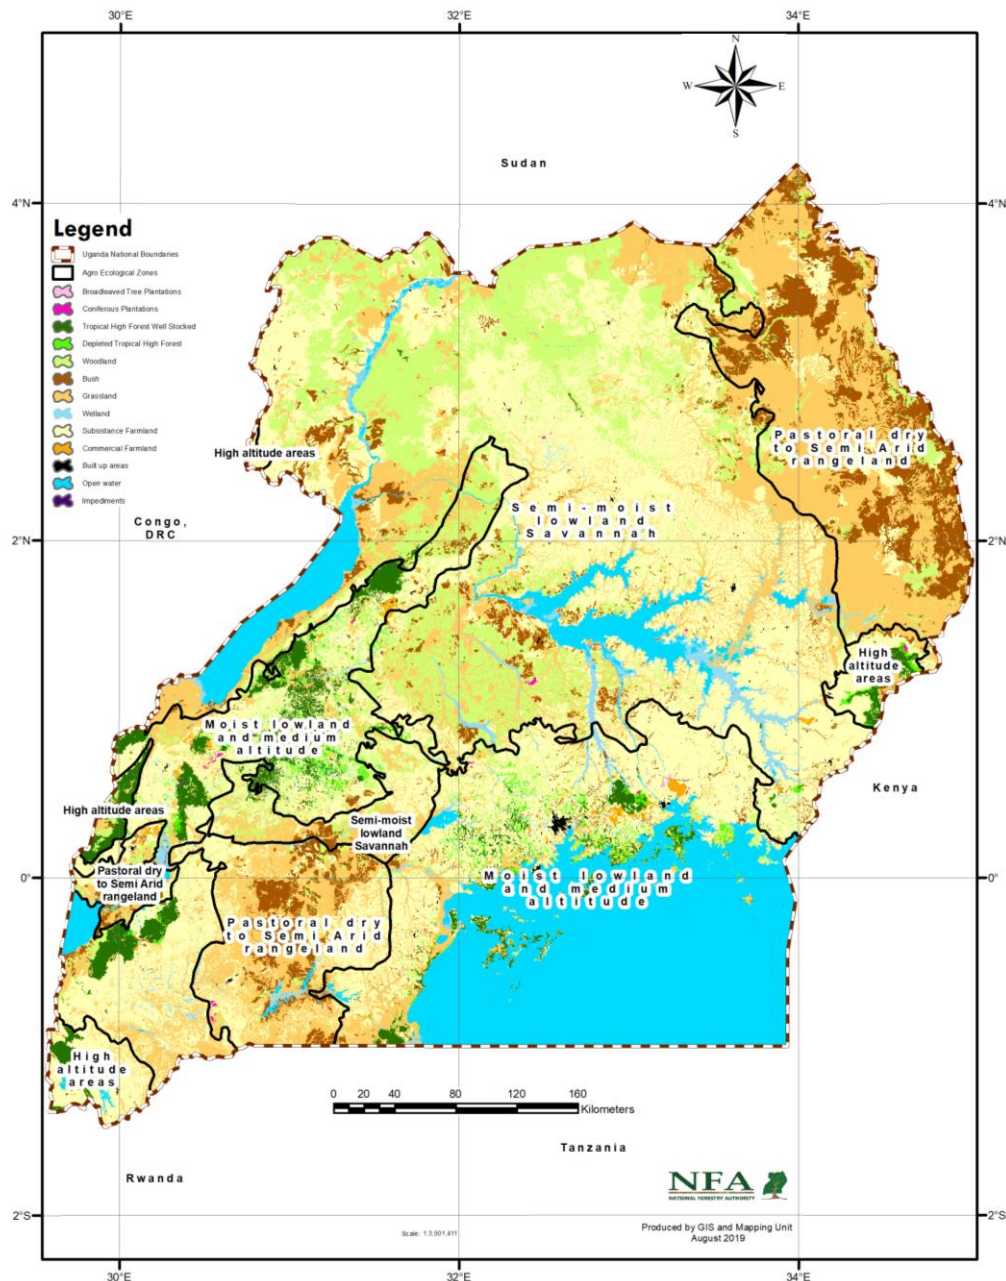 30°E 32°E 34°E
N
W E
S
Sudan
4°N 4°N
Legend
Uganda National Boundaries
Agro Ecological Zones
Broadleaved Tree Plantations
Coniferous Plantations
Tropical High Forest Well Stocked
Depleted Tropical High Forest
Woodland
Bush
Grassland
Wetland
Subsistance Farmland
Commercial Farmland
Built up areas
Open water
Impediments
Pastoral dry
to Semi Arid
rangeland
High altitude areas
Semi-moist
lowland
Savannah
Congo,
DRC
2°N 2°N
High
altitude
areas
Moist lowland
and medium
altitude
Kenya
High altitude areas
Semi-moist
lowland
Savannah
Pastoral dry
to Semi Arid
rangeland
0° 0°
Moist lowland
and medium
altitude
Pastoral dry
to Semi Arid
rangeland
High
altitude
areas
0 20 40 80 120 160
Kilometers
Tanzania
Rwanda
NFA
NATIONAL FORESTRY AUTHORITY
2°S 2°S
Scale: 1:3,501,411
Produced by GIS and Mapping Unit
August 2019
30°E 32°E 34°E